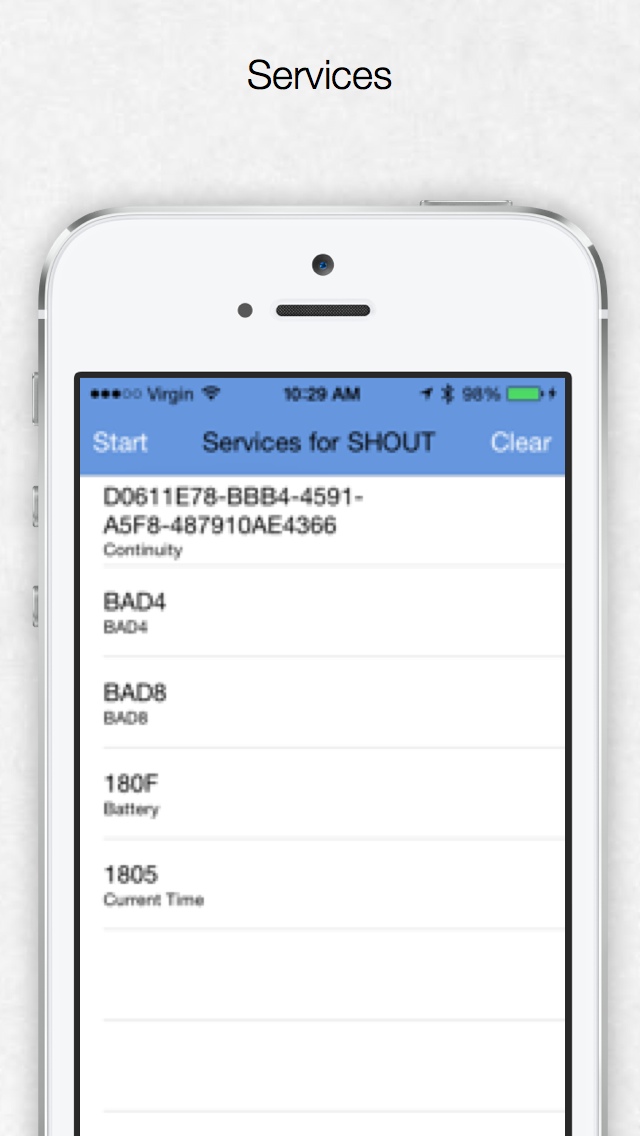 Services
Virgin 10:29 AM 98%
Start Services for SHOUT Clear
D0611E78-BBB4-4591-
A5F8-487910AE4366
Continuity
BAD4
BAD4
BAD8
BAD8
180F
Battery
1805
Current Time